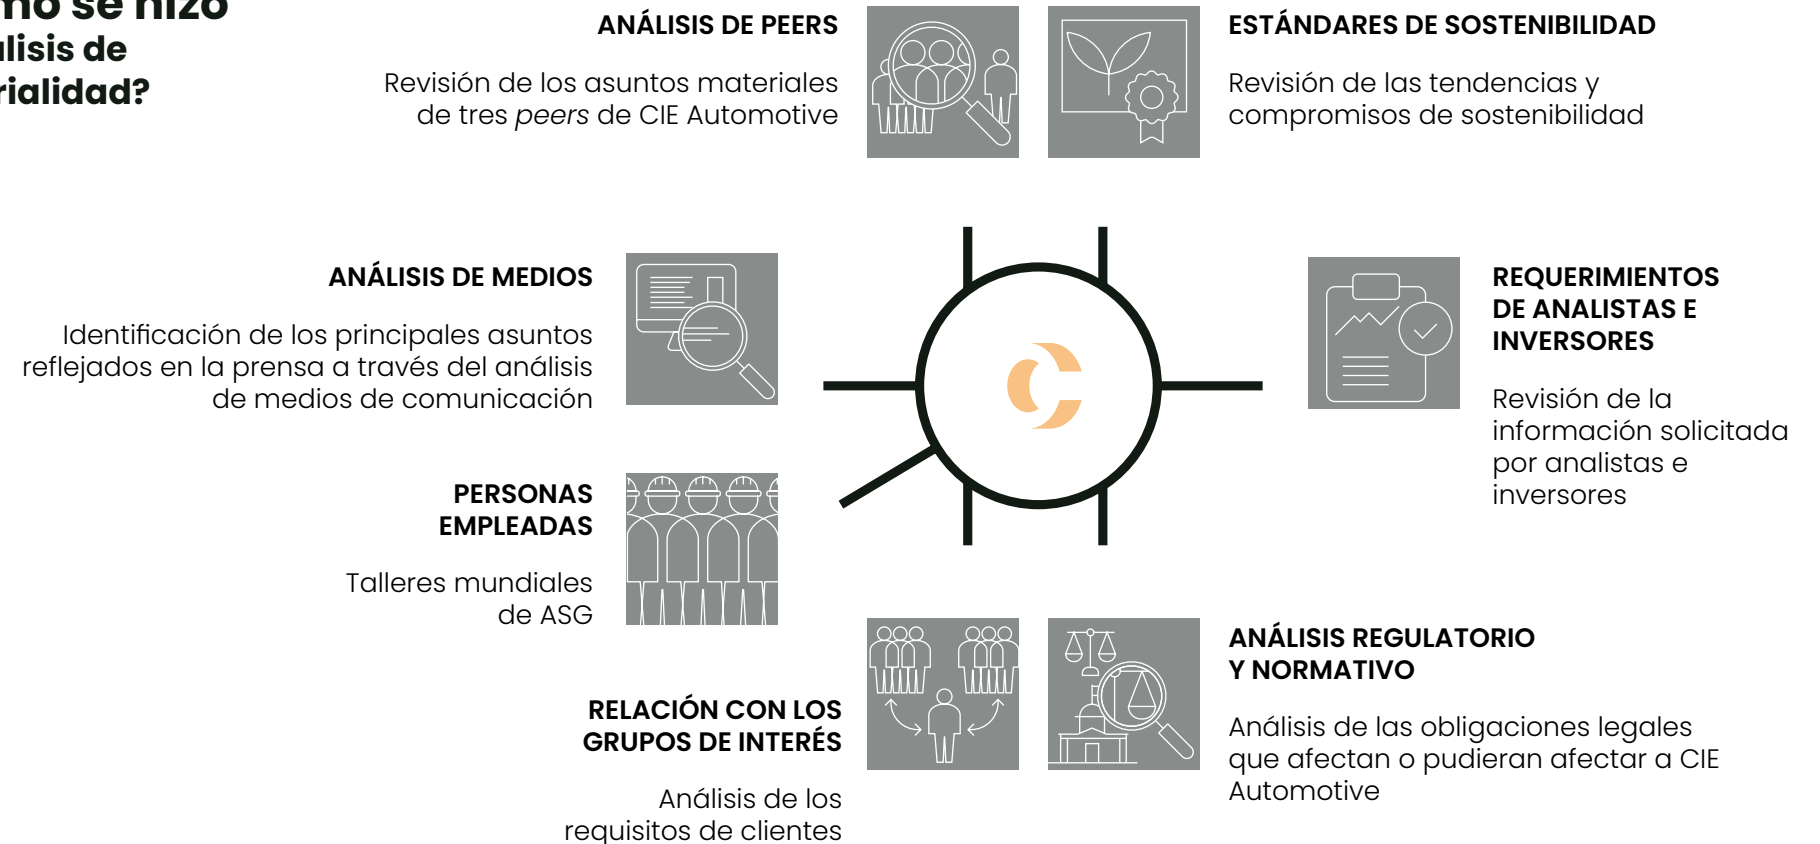 se hizo
de
ANÁLISIS DE PEERS
Revisión de los asuntos materiales
de tres peers de CIE Automotive
ESTÁNDARES DE SOSTENIBILIDAD
Revisión de las tendencias y
compromisos de sostenibilidad
ANÁLISIS DE MEDIOS
Identificación de los principales asuntos
reflejados en la prensa a través del análisis
de medios de comunicación
REQUERIMIENTOS
DE ANALISTAS E
INVERSORES
Revisión de la
información solicitada
por analistas e
inversores
PERSONAS
EMPLEADAS
Talleres mundiales
de ASG
RELACIÓN CON LOS
GRUPOS DE INTERÉS
Análisis de los
requisitos de clientes
ANÁLISIS REGULATORIO
Y NORMATIVO
Análisis de las obligaciones legales
que afectan o pudieran afectar a CIE
Automotive